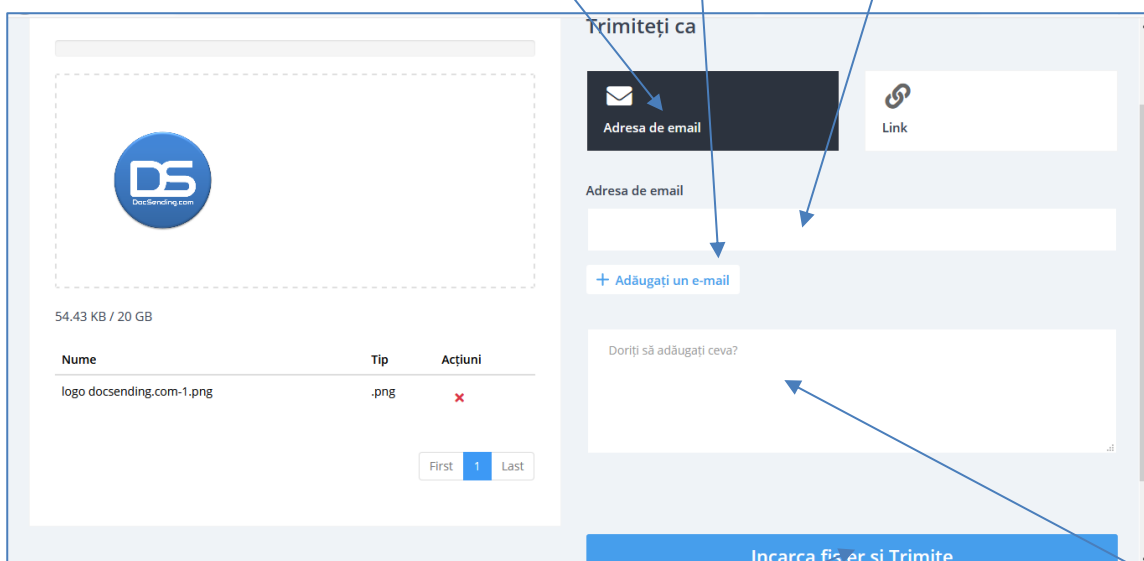 Trimiteți ca
Adresa de email
Link
DS
DocSending.com
Adresa de email
+ Adăugați un e-mail
54.43 KB / 20 GB
Doriți să adăugați ceva?
Nume Tip Acțiuni
logo docsending.com-1.png .png
First 1 Last
Incarca fisier si Trimite